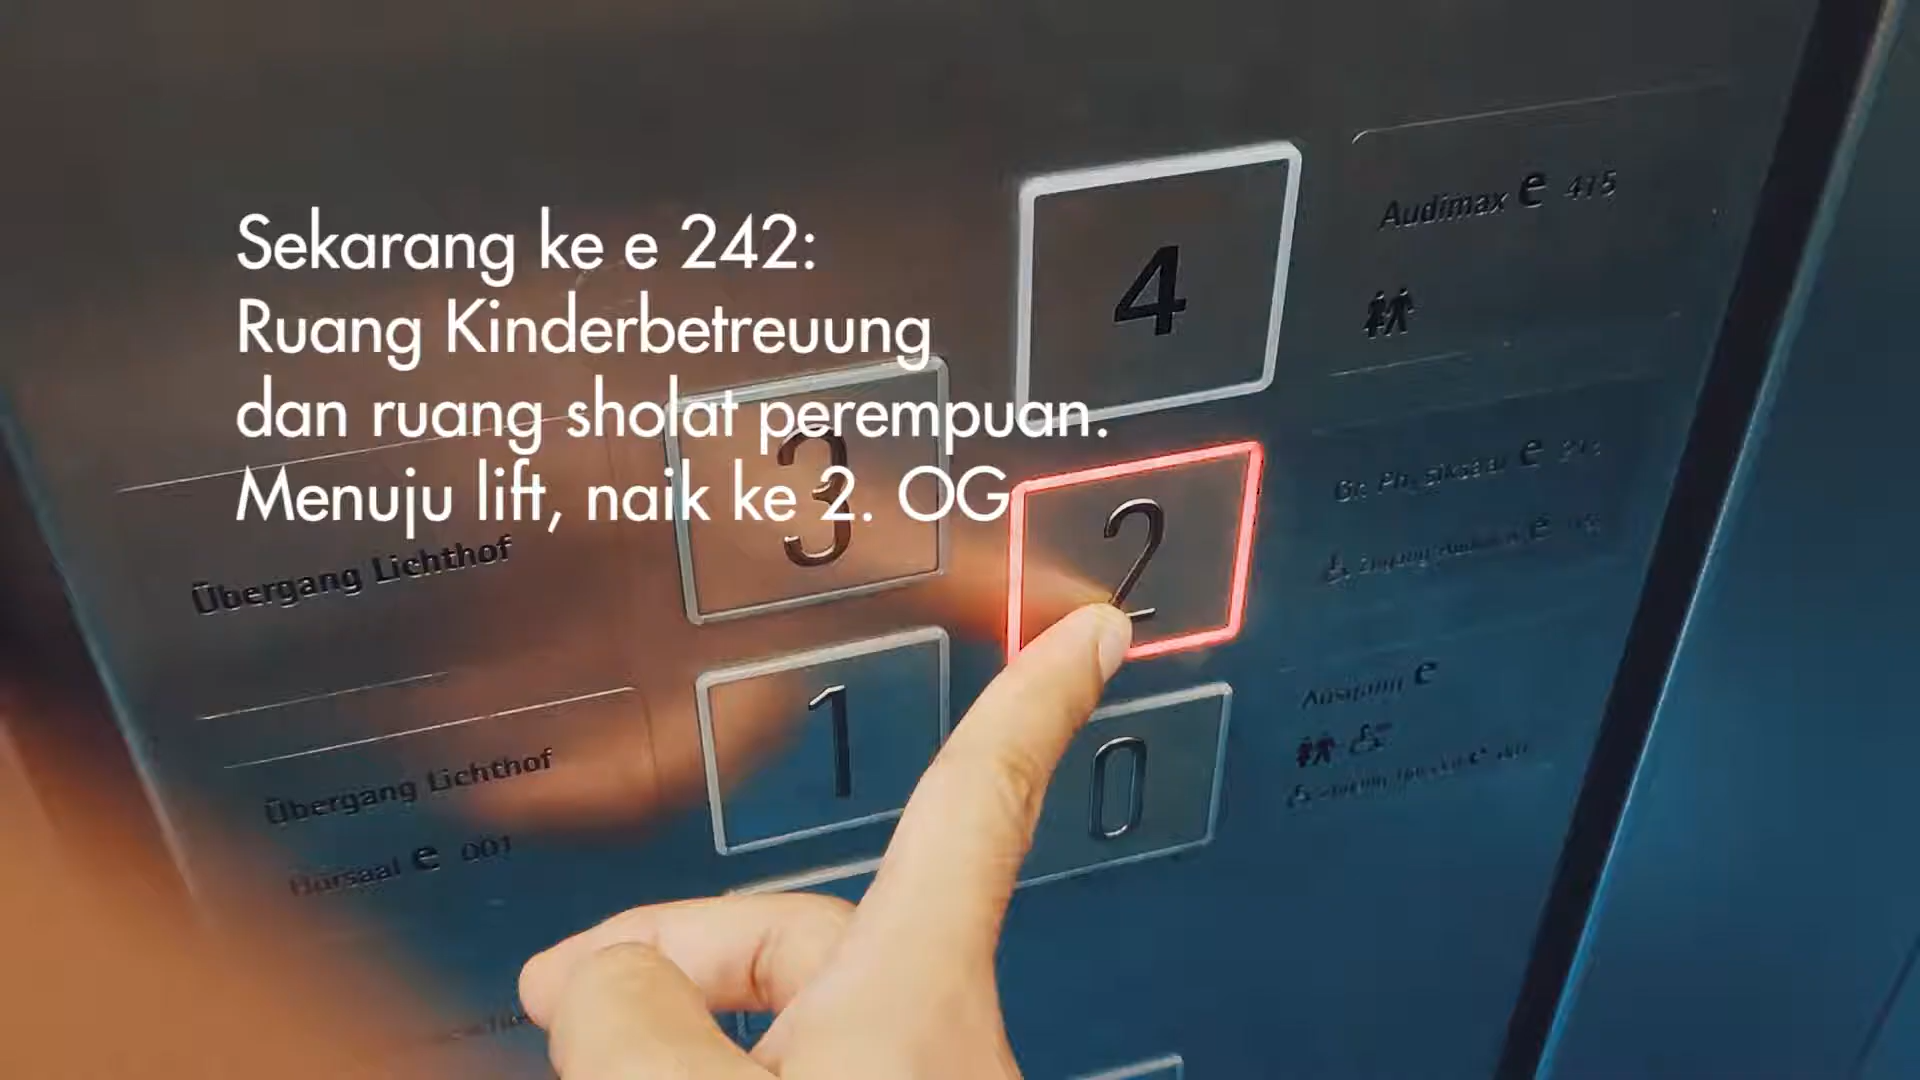 Sekarang ke e 242:
Ruang Kinderbetreuung
dan ruang sholat perempuan.
Menuju lift, naik ke 2. OG
4
Audimax e 415
3
Übergang Lichthof
2
1
Übergang Lichthof
Hörsaal e 001
0
Ausgang e